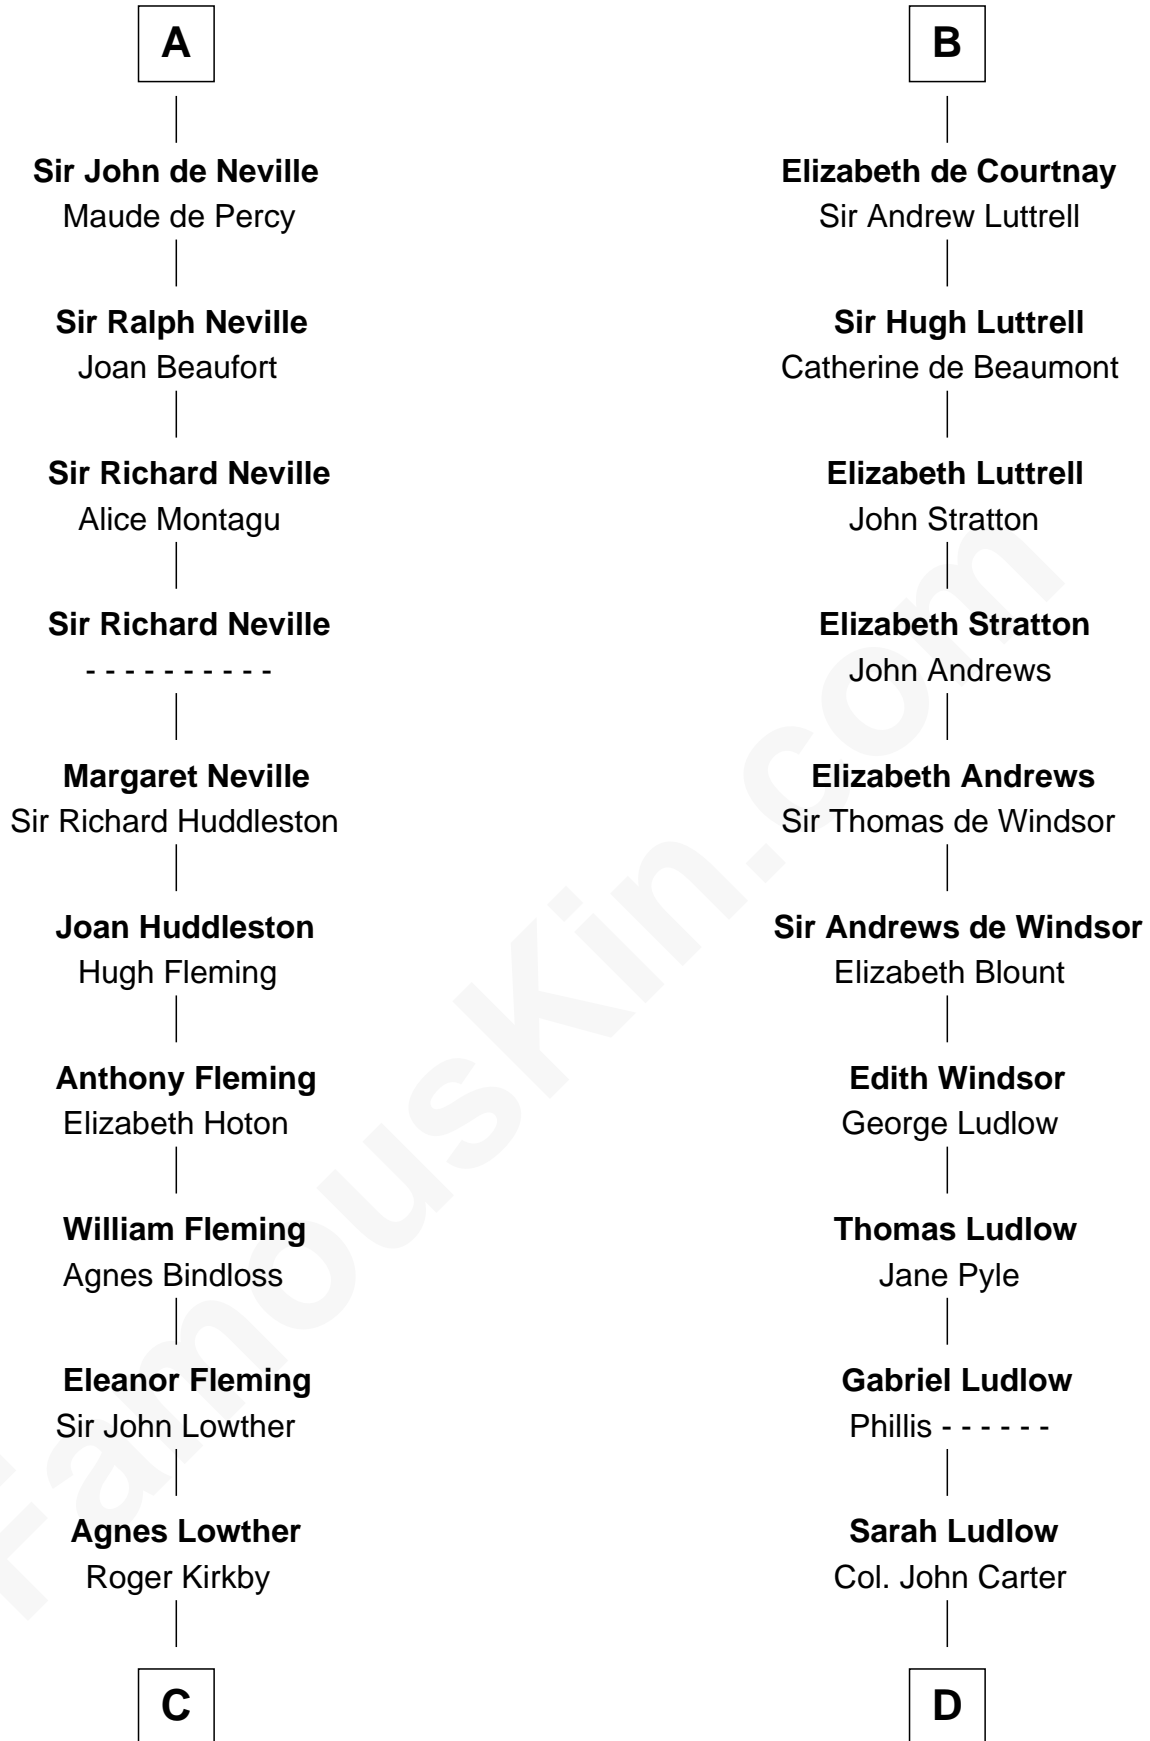 A
Sir John de Neville
Maude de Percy
Sir Ralph Neville
Joan Beaufort
Sir Richard Neville
Alice Montagu
Sir Richard Neville
- - - - - - - - - -
Margaret Neville
Sir Richard Huddleston
Joan Huddleston
Hugh Fleming
Anthony Fleming
Elizabeth Hoton
William Fleming
Agnes Bindloss
Eleanor Fleming
Sir John Lowther
Agnes Lowther
Roger Kirkby
C
B
Elizabeth de Courtnay
Sir Andrew Luttrell
Sir Hugh Luttrell
Catherine de Beaumont
Elizabeth Luttrell
John Stratton
Elizabeth Stratton
John Andrews
Elizabeth Andrews
Sir Thomas de Windsor
Sir Andrews de Windsor
Elizabeth Blount
Edith Windsor
George Ludlow
Thomas Ludlow
Jane Pyle
Gabriel Ludlow
Phillis - - - - - -
Sarah Ludlow
Col. John Carter
D
FamousKin.com